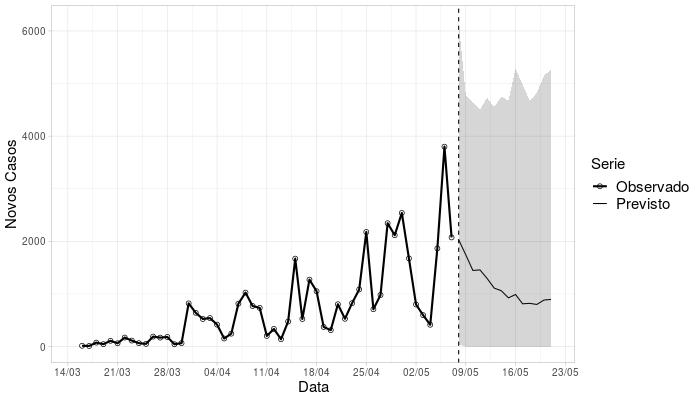 6000
4000
2000
0
Novos Casos
14/03 21/03 28/03 04/04 11/04 18/04 25/04 02/05 09/05 16/05 23/05
Data
Serie
Observado
Previsto